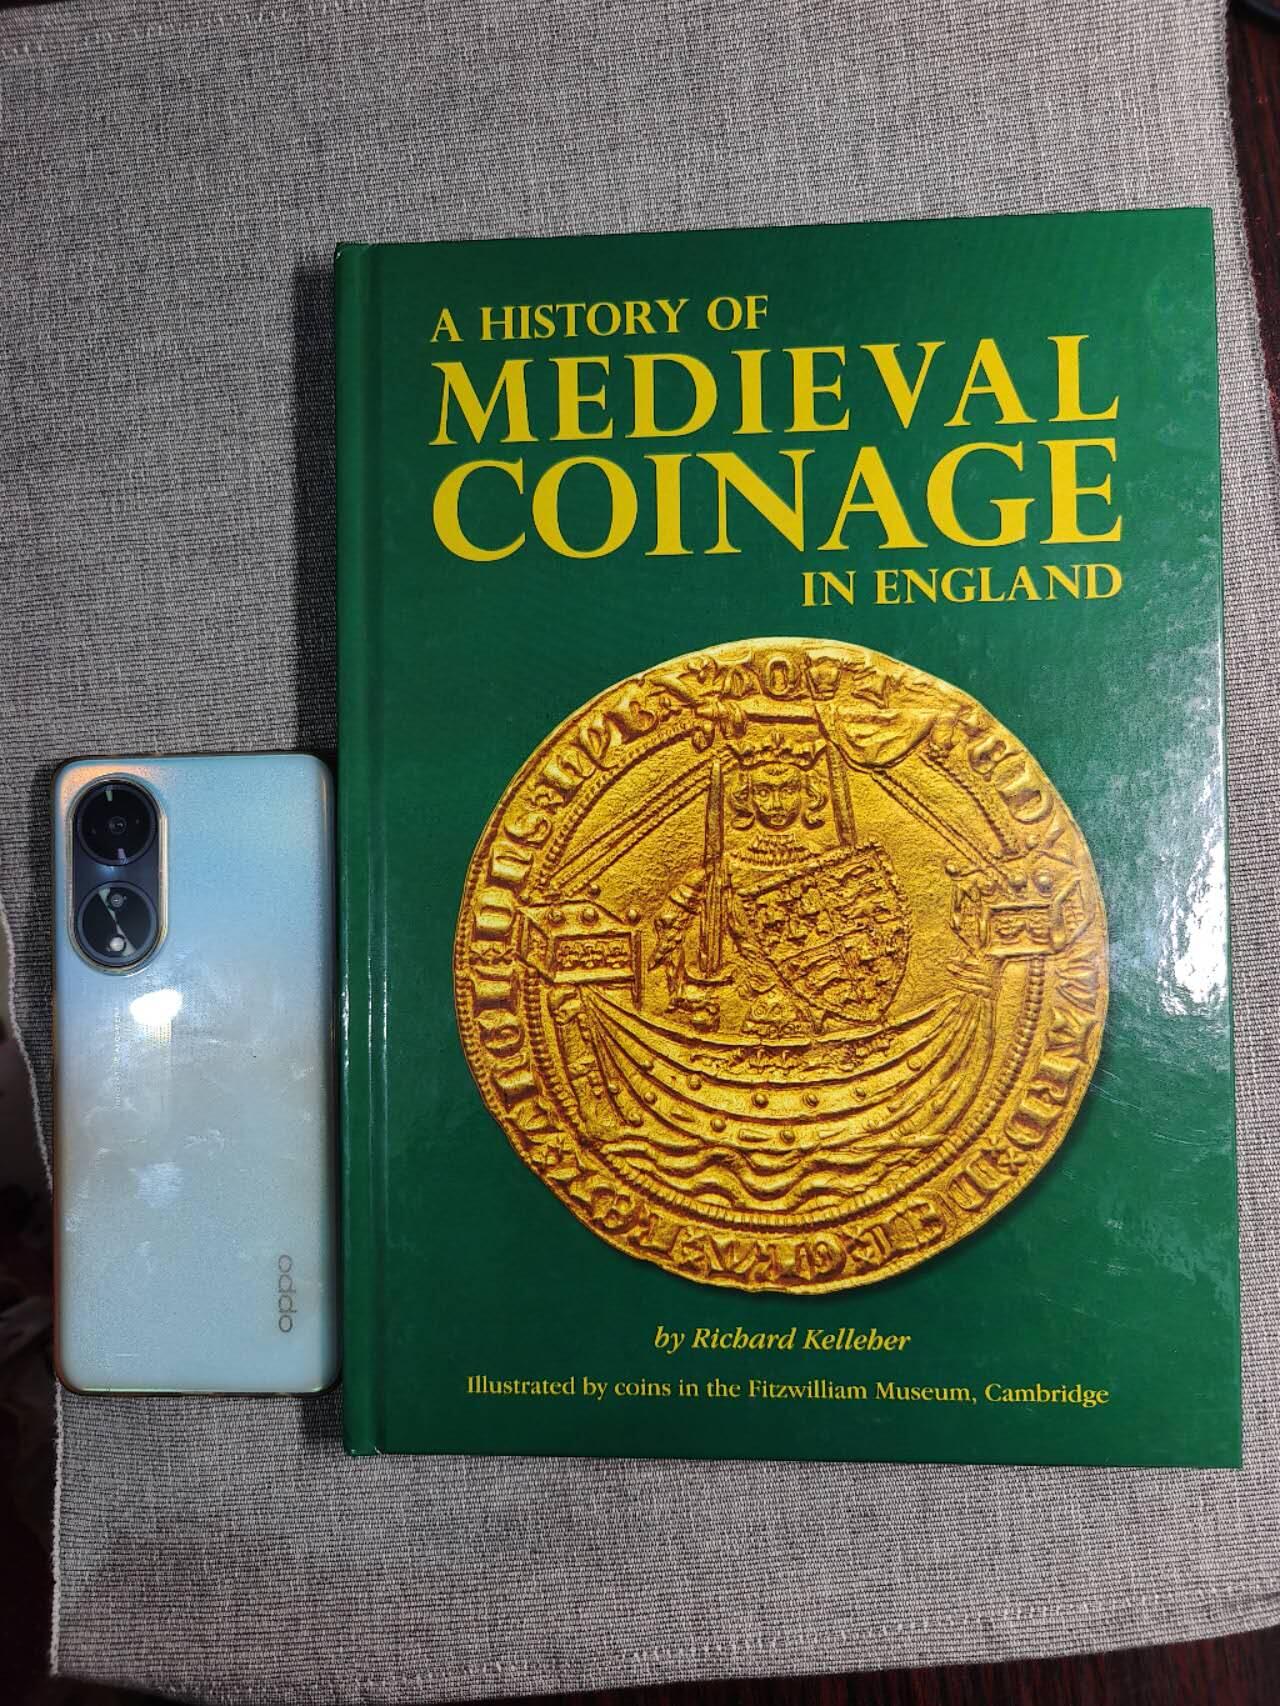 A HISTORY OF
MEDIEVAL
COINAGE
IN ENGLAND
by Richard Kelleher
Illustrated by coins in the Fitzwilliam Museum, Cambridge
oppo